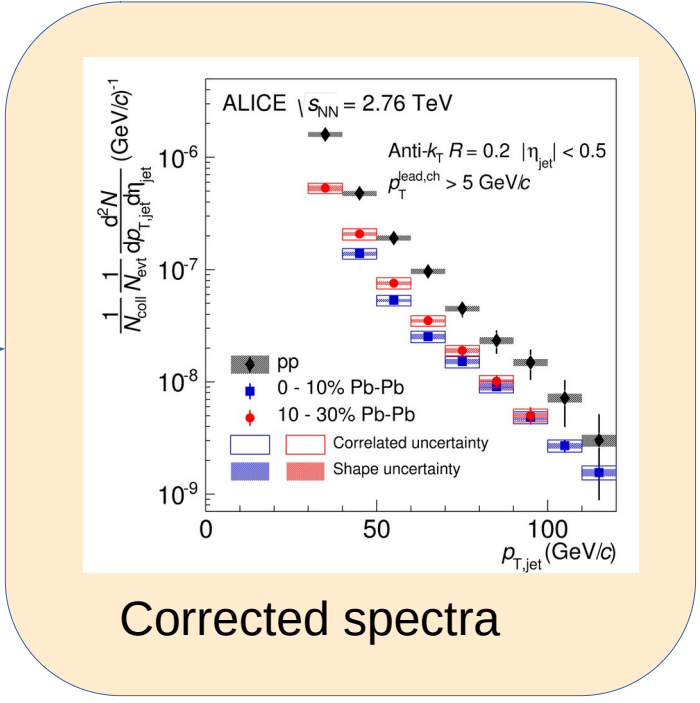 ALICE √s_NN = 2.76 TeV
Anti-k_T R = 0.2 |η_jet| < 0.5
p_T^lead,ch > 5 GeV/c
1/N_coll 1/N_evt d²N/dp_T,jet dη_jet (GeV/c)⁻¹
10⁻⁶
10⁻⁷
10⁻⁸
10⁻⁹
pp
0 - 10% Pb-Pb
10 - 30% Pb-Pb
Correlated uncertainty
Shape uncertainty
0 50 100
p_T,jet (GeV/c)
Corrected spectra